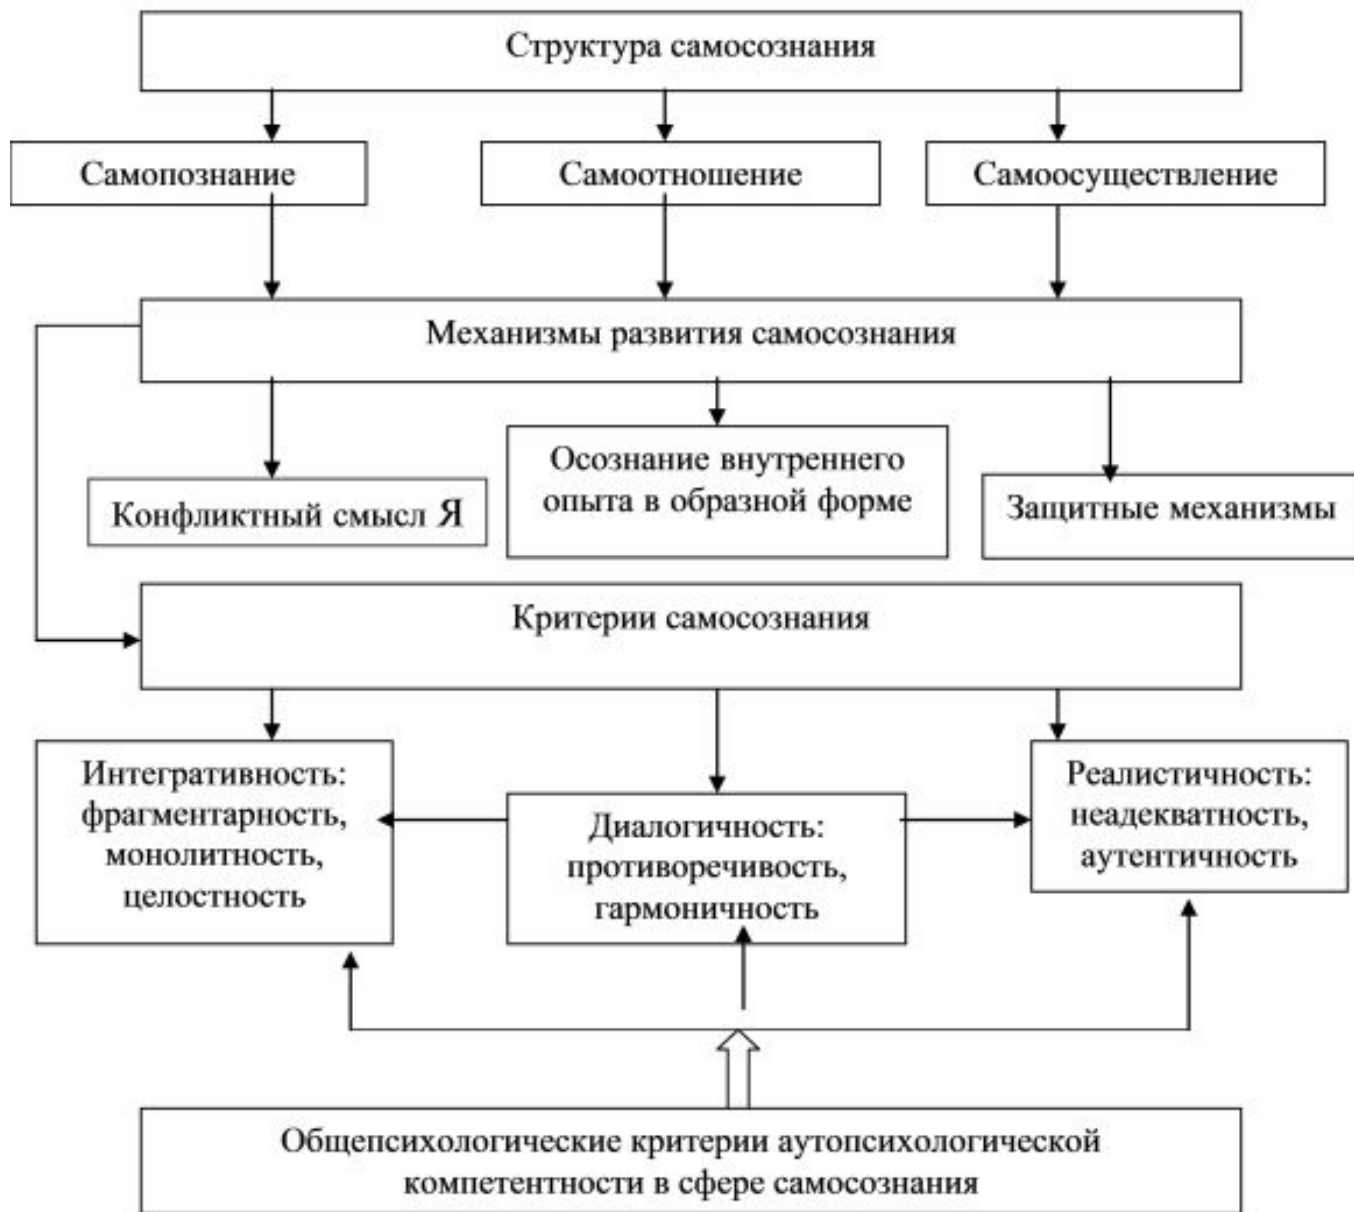 Структура самосознания
Самопознание
Самоотношение
Самоосуществление
Механизмы развития самосознания
Конфликтный смысл Я
Осознание внутреннего
опыта в образной форме
Защитные механизмы
Критерии самосознания
Интегративность:
фрагментарность,
монолитность,
целостность
Диалогичность:
противоречивость,
гармоничность
Реалистичность:
неадекватность,
аутентичность
Общепсихологические критерии аутопсихологической
компетентности в сфере самосознания